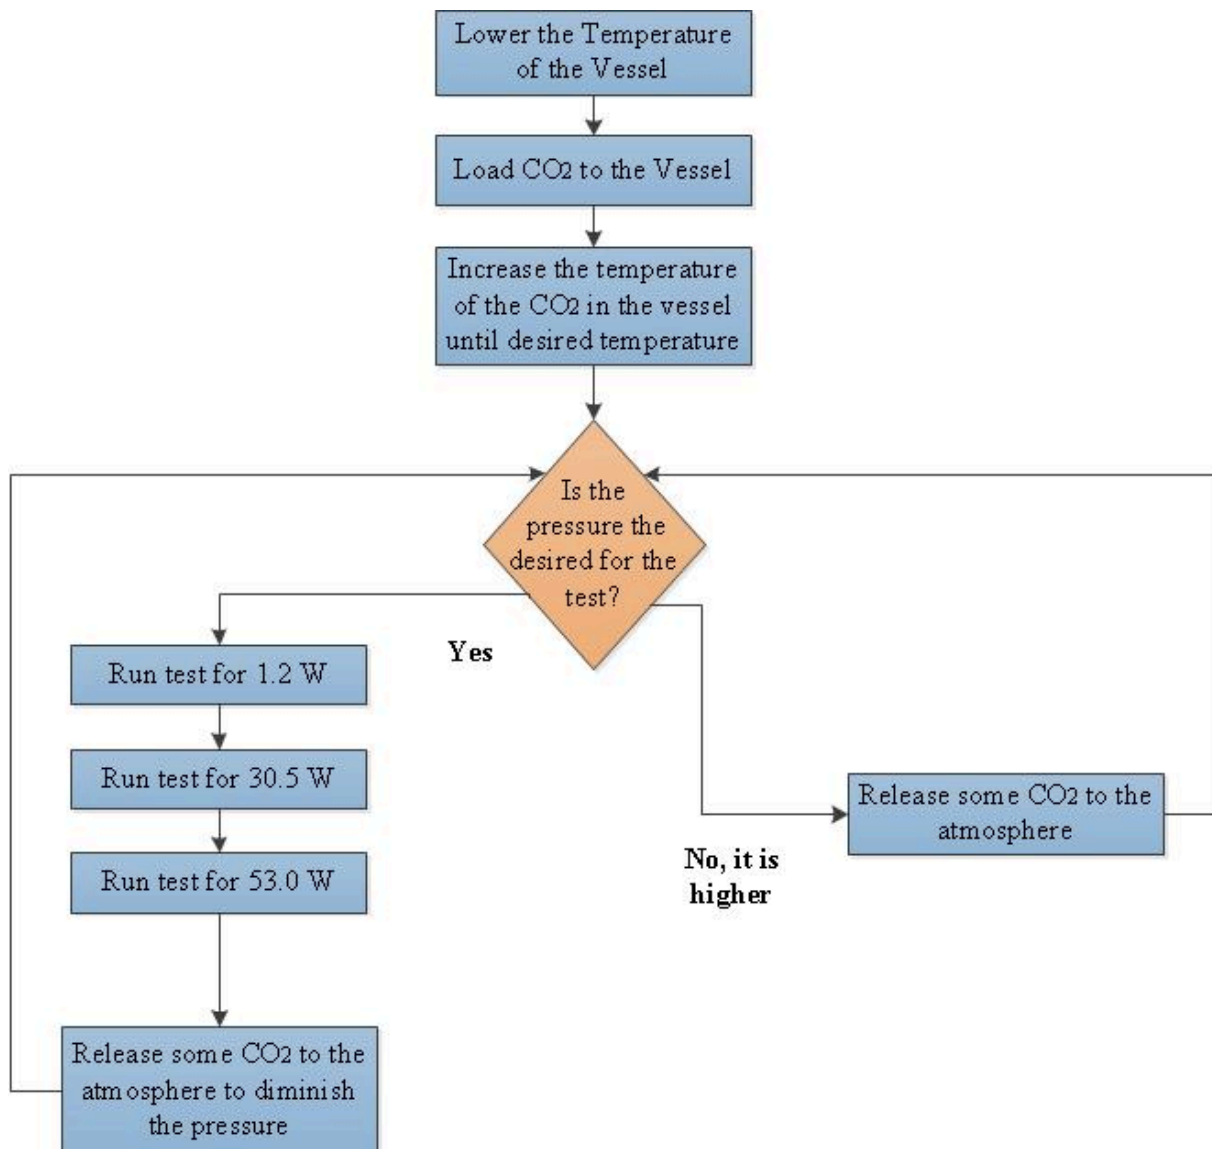 Lower the Temperature
of the Vessel
Load CO2 to the Vessel
Increase the temperature
of the CO2 in the vessel
until desired temperature
Is the
pressure the
desired for the
test?
Yes
Run test for 1.2 W
Run test for 30.5 W
Run test for 53.0 W
Release some CO2 to the
atmosphere to diminish
the pressure
No, it is
higher
Release some CO2 to the
atmosphere